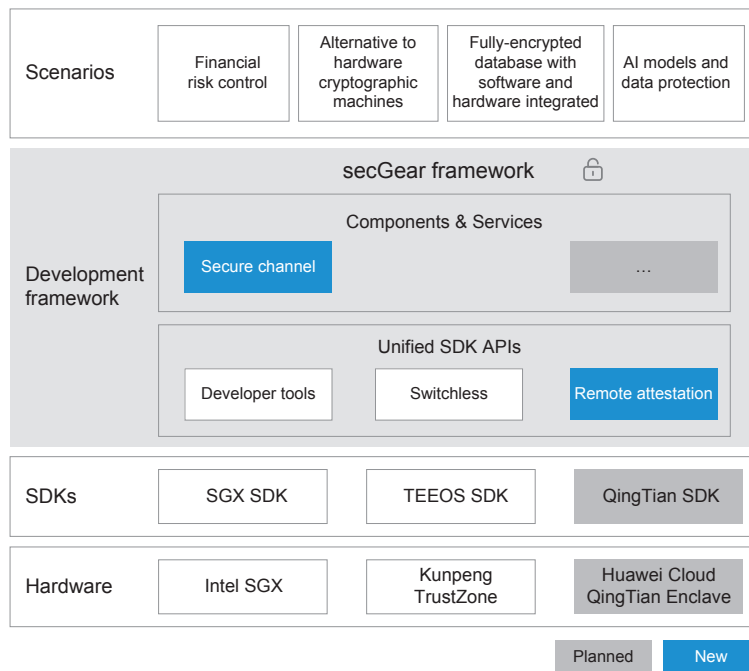 Scenarios
Financial
risk control
Alternative to
hardware
cryptographic
machines
Fully-encrypted
database with
software and
hardware integrated
AI models and
data protection
secGear framework
Development
framework
Components & Services
Secure channel
...
Unified SDK APIs
Developer tools
Switchless
Remote attestation
SDKs
SGX SDK
TEEOS SDK
QingTian SDK
Hardware
Intel SGX
Kunpeng
TrustZone
Huawei Cloud
QingTian Enclave
Planned
New